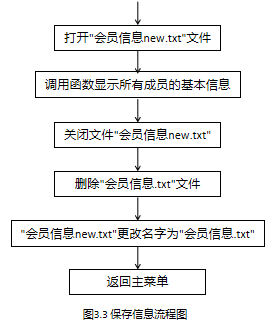 打开"会员信息new.txt"文件
调用函数显示所有成员的基本信息
关闭文件"会员信息new.txt"
删除"会员信息.txt"文件
"会员信息new.txt"更改名字为"会员信息.txt"
返回主菜单
图3.3 保存信息流程图